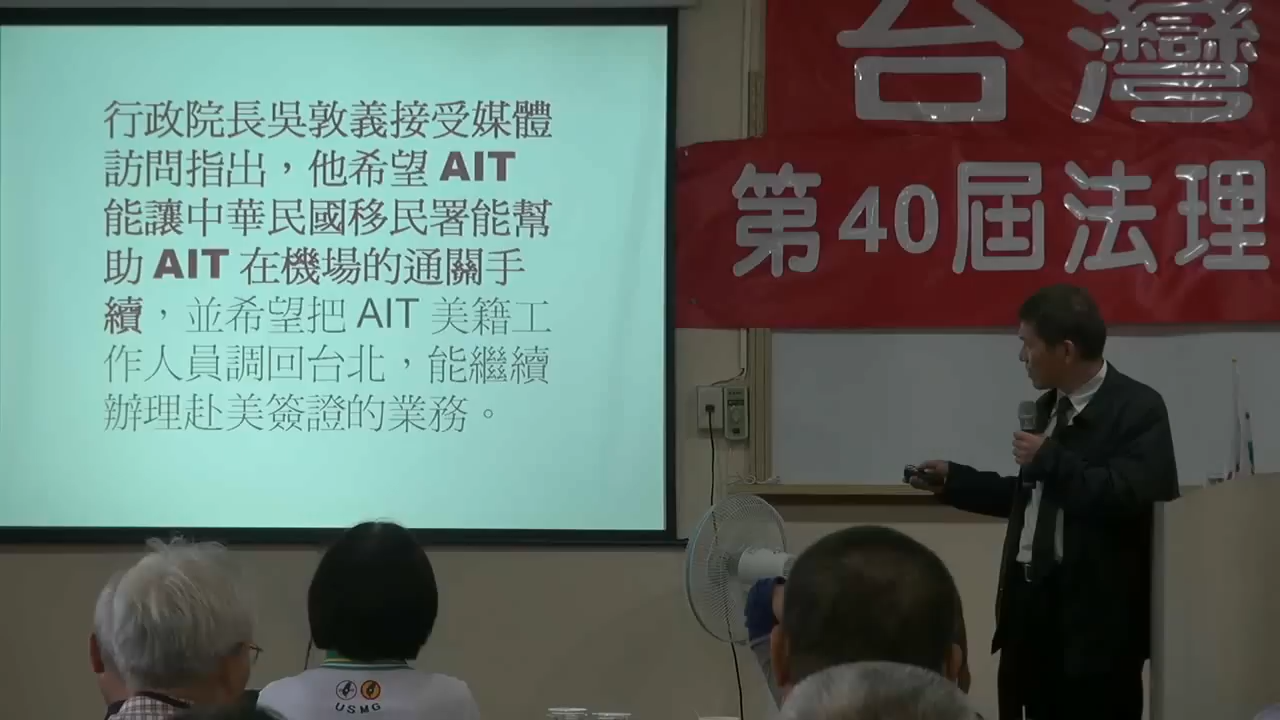 行政院長吳敦義接受媒體
訪問指出，他希望 AIT
能讓中華民國移民署能幫
助 AIT 在機場的通關手
續，並希望把 AIT 美籍工
作人員調回台北，能繼續
辦理赴美簽證的業務。
台灣
第40屆法理
USMG